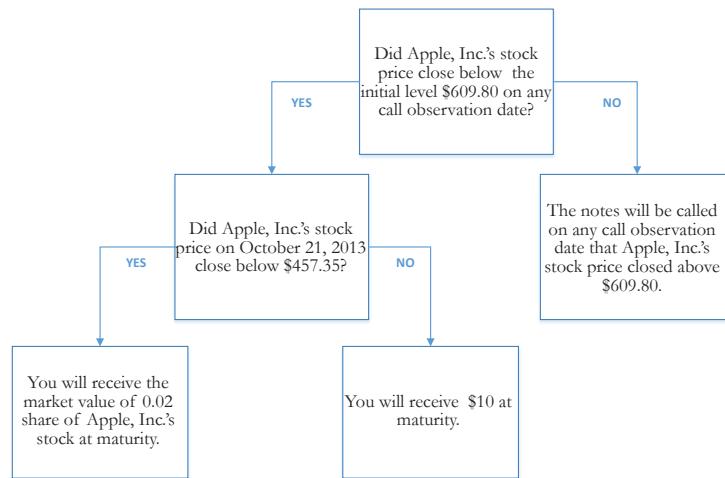 Did Apple, Inc.'s stock
price close below the
initial level $609.80 on any
call observation date?
YES
NO
Did Apple, Inc.'s stock
price on October 21, 2013
close below $457.35?
The notes will be called
on any call observation
date that Apple, Inc.'s
stock price closed above
$609.80.
YES
NO
You will receive the
market value of 0.02
share of Apple, Inc.'s
stock at maturity.
You will receive $10 at
maturity.